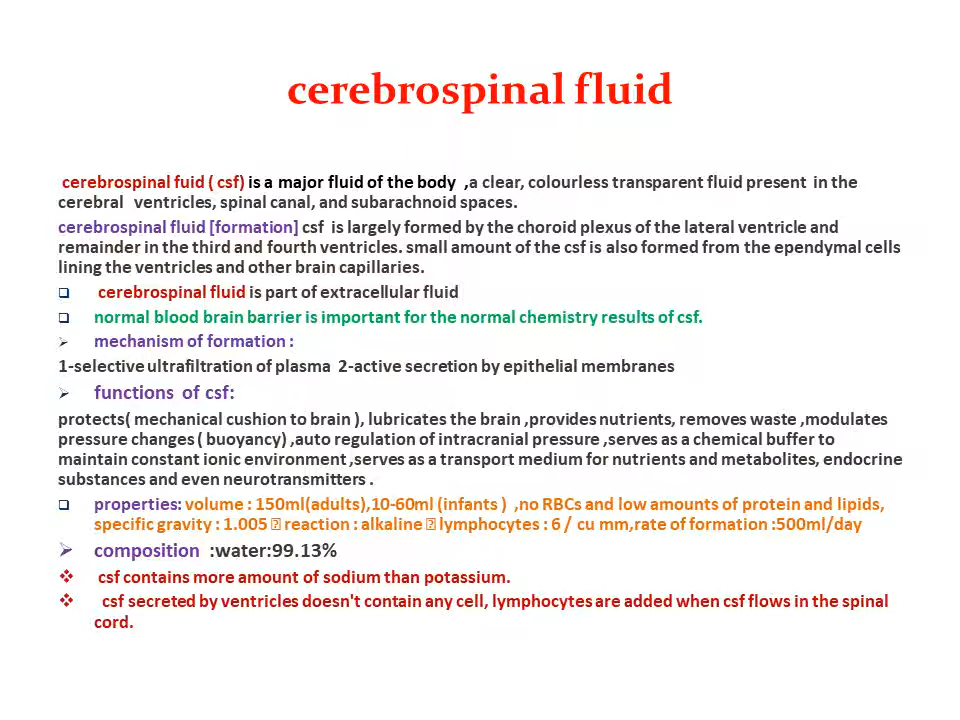 cerebrospinal fluid
cerebrospinal fuid ( csf) is a major fluid of the body ,a clear, colourless transparent fluid present in the
cerebral ventricles, spinal canal, and subarachnoid spaces.
cerebrospinal fluid [formation] csf is largely formed by the choroid plexus of the lateral ventricle and
remainder in the third and fourth ventricles. small amount of the csf is also formed from the ependymal cells
lining the ventricles and other brain capillaries.
❑ cerebrospinal fluid is part of extracellular fluid
❑ normal blood brain barrier is important for the normal chemistry results of csf.
➢ mechanism of formation :
1-selective ultrafiltration of plasma 2-active secretion by epithelial membranes
➢ functions of csf:
protects( mechanical cushion to brain ), lubricates the brain ,provides nutrients, removes waste ,modulates
pressure changes ( buoyancy) ,auto regulation of intracranial pressure ,serves as a chemical buffer to
maintain constant ionic environment ,serves as a transport medium for nutrients and metabolites, endocrine
substances and even neurotransmitters .
❑ properties: volume : 150ml(adults),10-60ml (infants ) ,no RBCs and low amounts of protein and lipids,
specific gravity : 1.005 ⍰ reaction : alkaline ⍰ lymphocytes : 6 / cu mm,rate of formation :500ml/day
➢ composition :water:99.13%
❖ csf contains more amount of sodium than potassium.
❖ csf secreted by ventricles doesn't contain any cell, lymphocytes are added when csf flows in the spinal
cord.